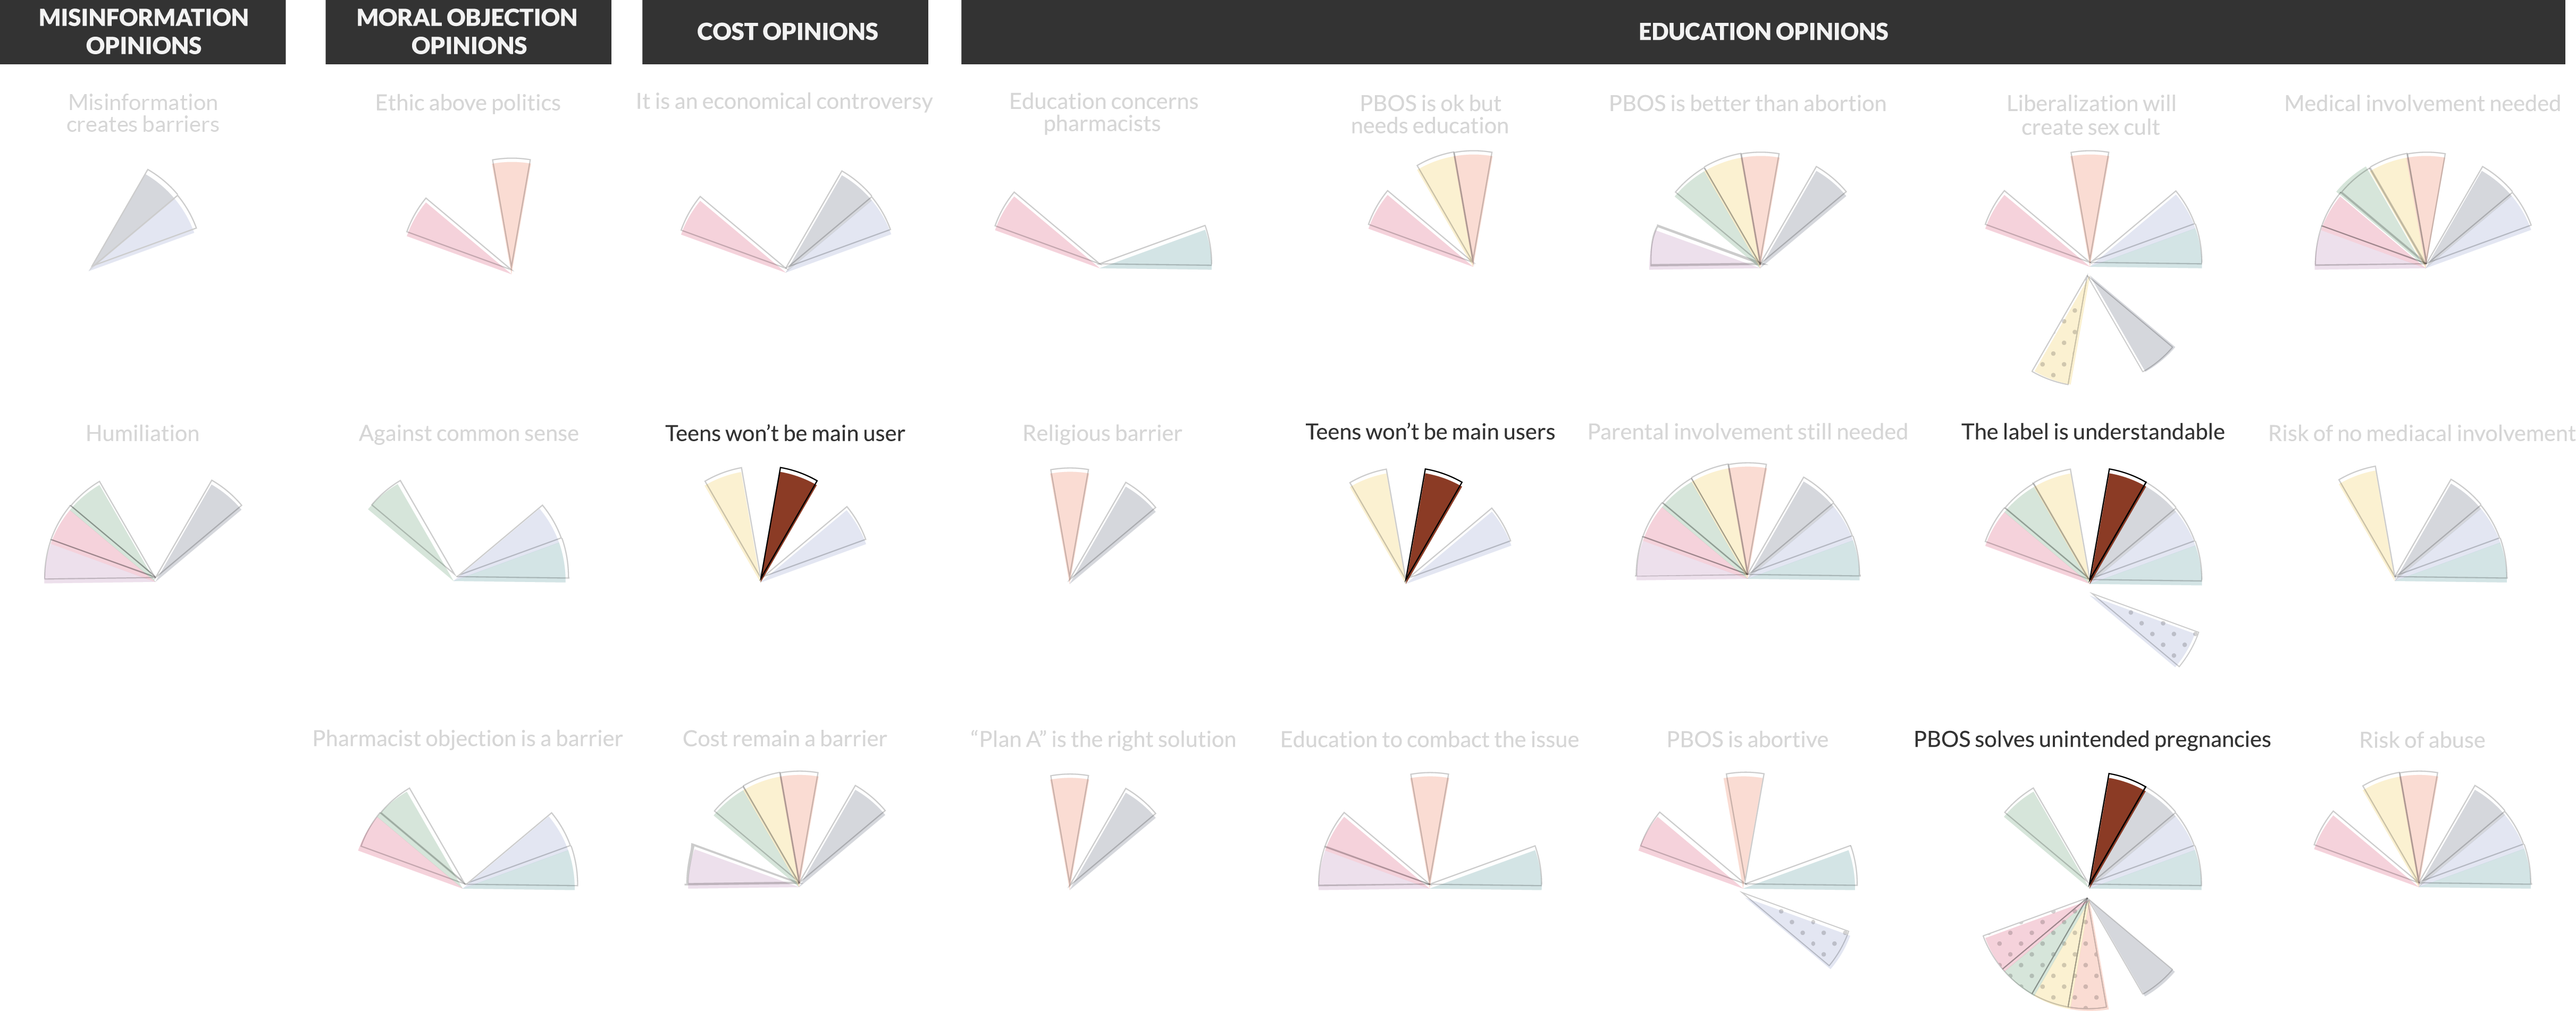 MISINFORMATION
OPINIONS
MORAL OBJECTION
OPINIONS
COST OPINIONS
EDUCATION OPINIONS
Misinformation
creates barriers
Ethic above politics
It is an economical controversy
Education concerns
pharmacists
PBOS is ok but
needs education
PBOS is better than abortion
Liberalization will
create sex cult
Medical involvement needed
Humiliation
Against common sense
Teens won’t be main user
Religious barrier
Teens won’t be main users
Parental involvement still needed
The label is understandable
Risk of no mediacal involvement
Pharmacist objection is a barrier
Cost remain a barrier
“Plan A” is the right solution
Education to combact the issue
PBOS is abortive
PBOS solves unintended pregnancies
Risk of abuse